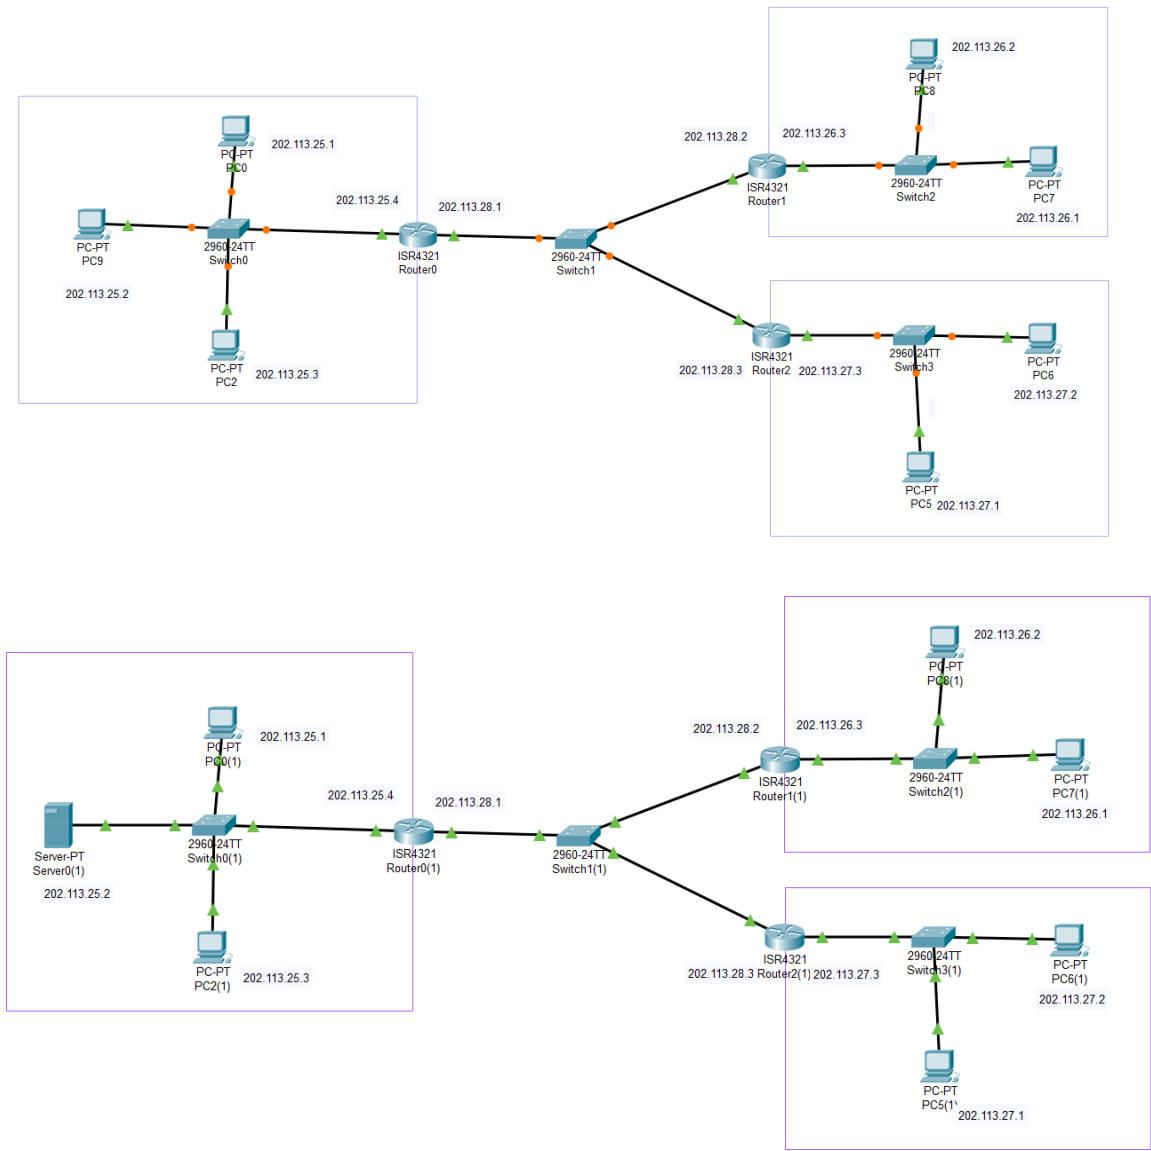 202.113.26.2
PC-PT
PC8
202.113.28.2
202.113.26.3
202.113.25.1
PC-PT
PC0
ISR4321
Router1
2960-24TT
Switch2
PC-PT
PC7
202.113.26.1
202.113.25.4
202.113.28.1
PC-PT
PC9
2960-24TT
Switch0
ISR4321
Router0
2960-24TT
Switch1
202.113.25.2
PC-PT
PC2
202.113.25.3
202.113.28.3
ISR4321
Router2
202.113.27.3
2960-24TT
Switch3
PC-PT
PC6
202.113.27.2
PC-PT
PC5
202.113.27.1
202.113.26.2
PC-PT
PC8(1)
202.113.28.2
202.113.26.3
202.113.25.1
PC-PT
PC0(1)
ISR4321
Router1(1)
2960-24TT
Switch2(1)
PC-PT
PC7(1)
202.113.26.1
202.113.25.4
202.113.28.1
Server-PT
Server0(1)
2960-24TT
Switch0(1)
ISR4321
Router0(1)
2960-24TT
Switch1(1)
202.113.25.2
PC-PT
PC2(1)
202.113.25.3
202.113.28.3
ISR4321
Router2(1)
202.113.27.3
2960-24TT
Switch3(1)
PC-PT
PC6(1)
202.113.27.2
PC-PT
PC5(1)
202.113.27.1